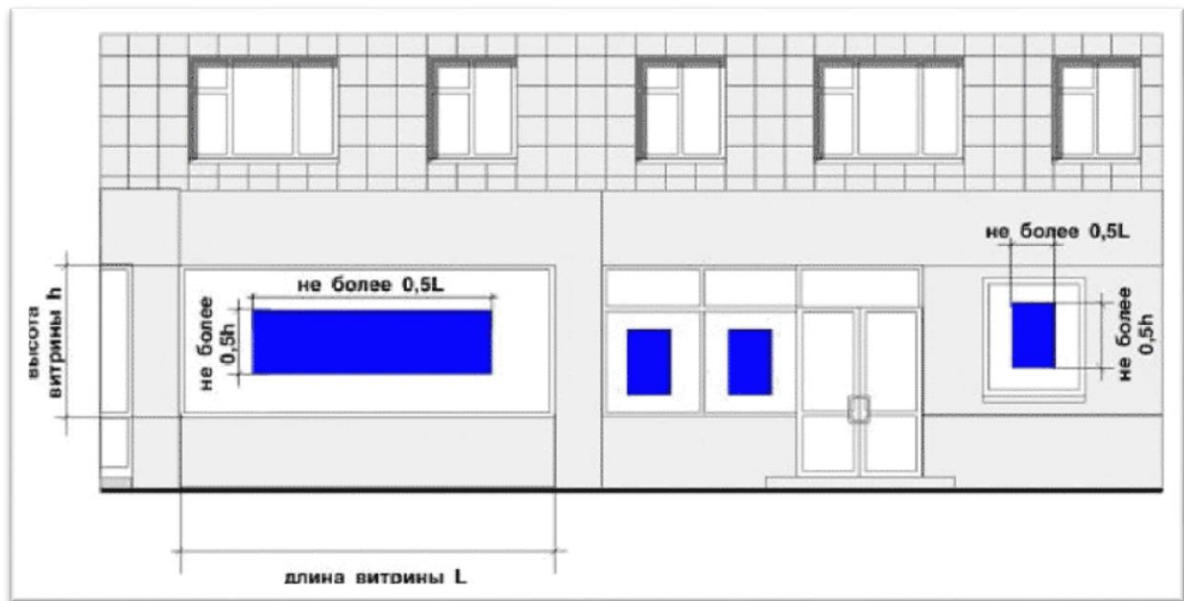 не более 0,5L
не более 0,5L
не более
0,5h
не более
0,5h
высота
витрины h
длина витрины L